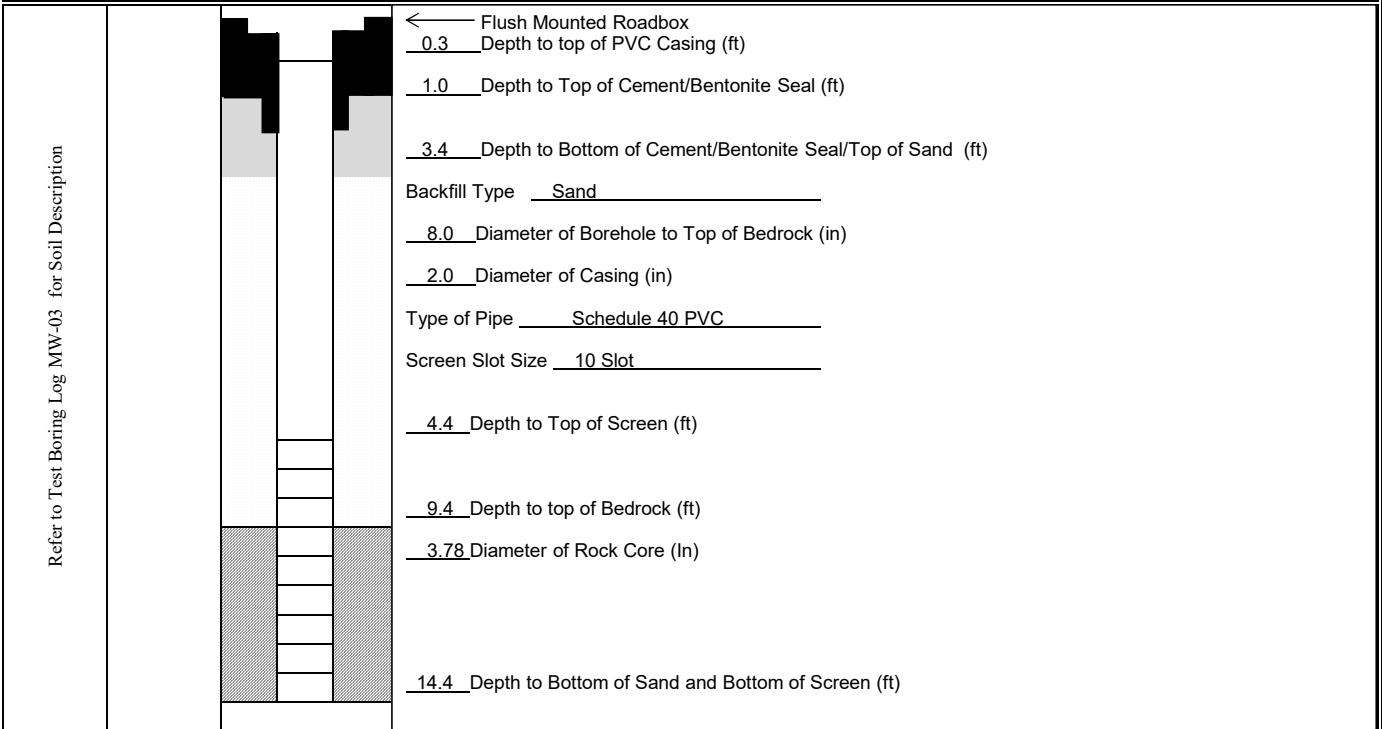 Flush Mounted Roadbox
0.3 Depth to top of PVC Casing (ft)
1.0 Depth to Top of Cement/Bentonite Seal (ft)
3.4 Depth to Bottom of Cement/Bentonite Seal/Top of Sand (ft)
Backfill Type Sand
8.0 Diameter of Borehole to Top of Bedrock (in)
2.0 Diameter of Casing (in)
Type of Pipe Schedule 40 PVC
Screen Slot Size 10 Slot
4.4 Depth to Top of Screen (ft)
9.4 Depth to top of Bedrock (ft)
3.78 Diameter of Rock Core (In)
14.4 Depth to Bottom of Sand and Bottom of Screen (ft)
Refer to Test Boring Log MW-03 for Soil Description